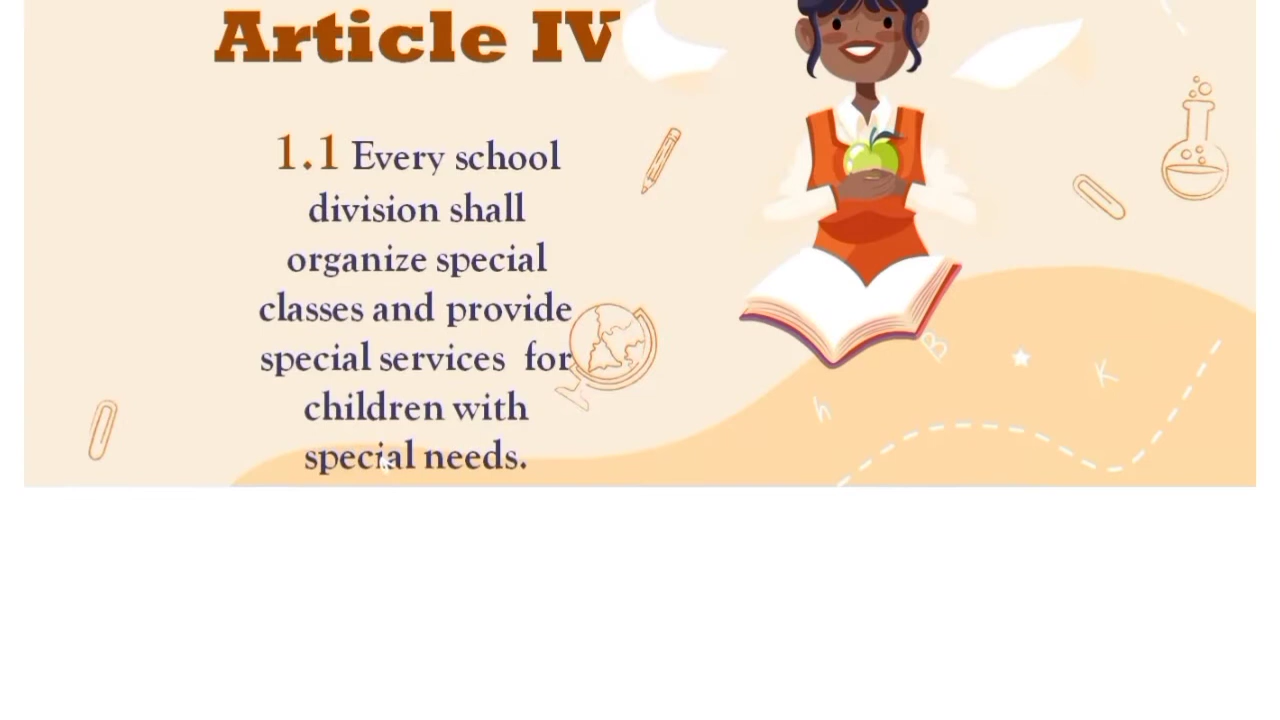 Article IV
1.1 Every school
division shall
organize special
classes and provide
special services for
children with
special needs.
B
K
h